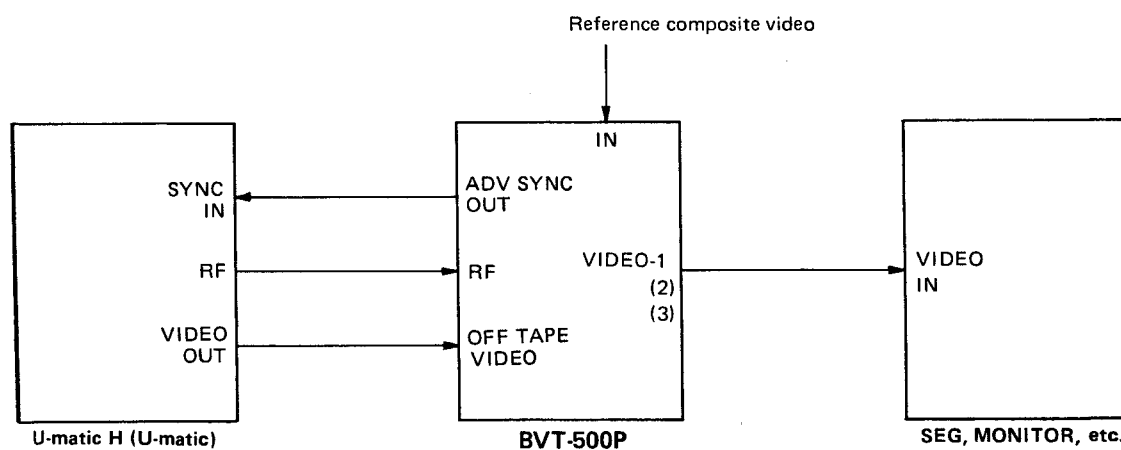 Reference composite video
IN
SYNC
IN
RF
VIDEO
OUT
ADV SYNC
OUT
RF
OFF TAPE
VIDEO
VIDEO-1
(2)
(3)
VIDEO
IN
U-matic H (U-matic)
BVT-500P
SEG, MONITOR, etc.